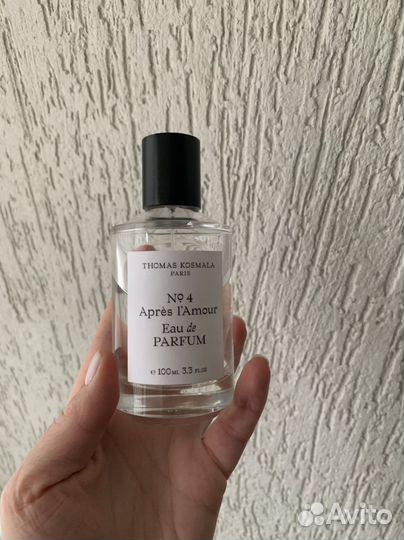 THOMAS KOSMALA
PARIS
Nº 4
Après l'Amour
Eau de
PARFUM
e 100ML 3.3 FL.OZ
Avito